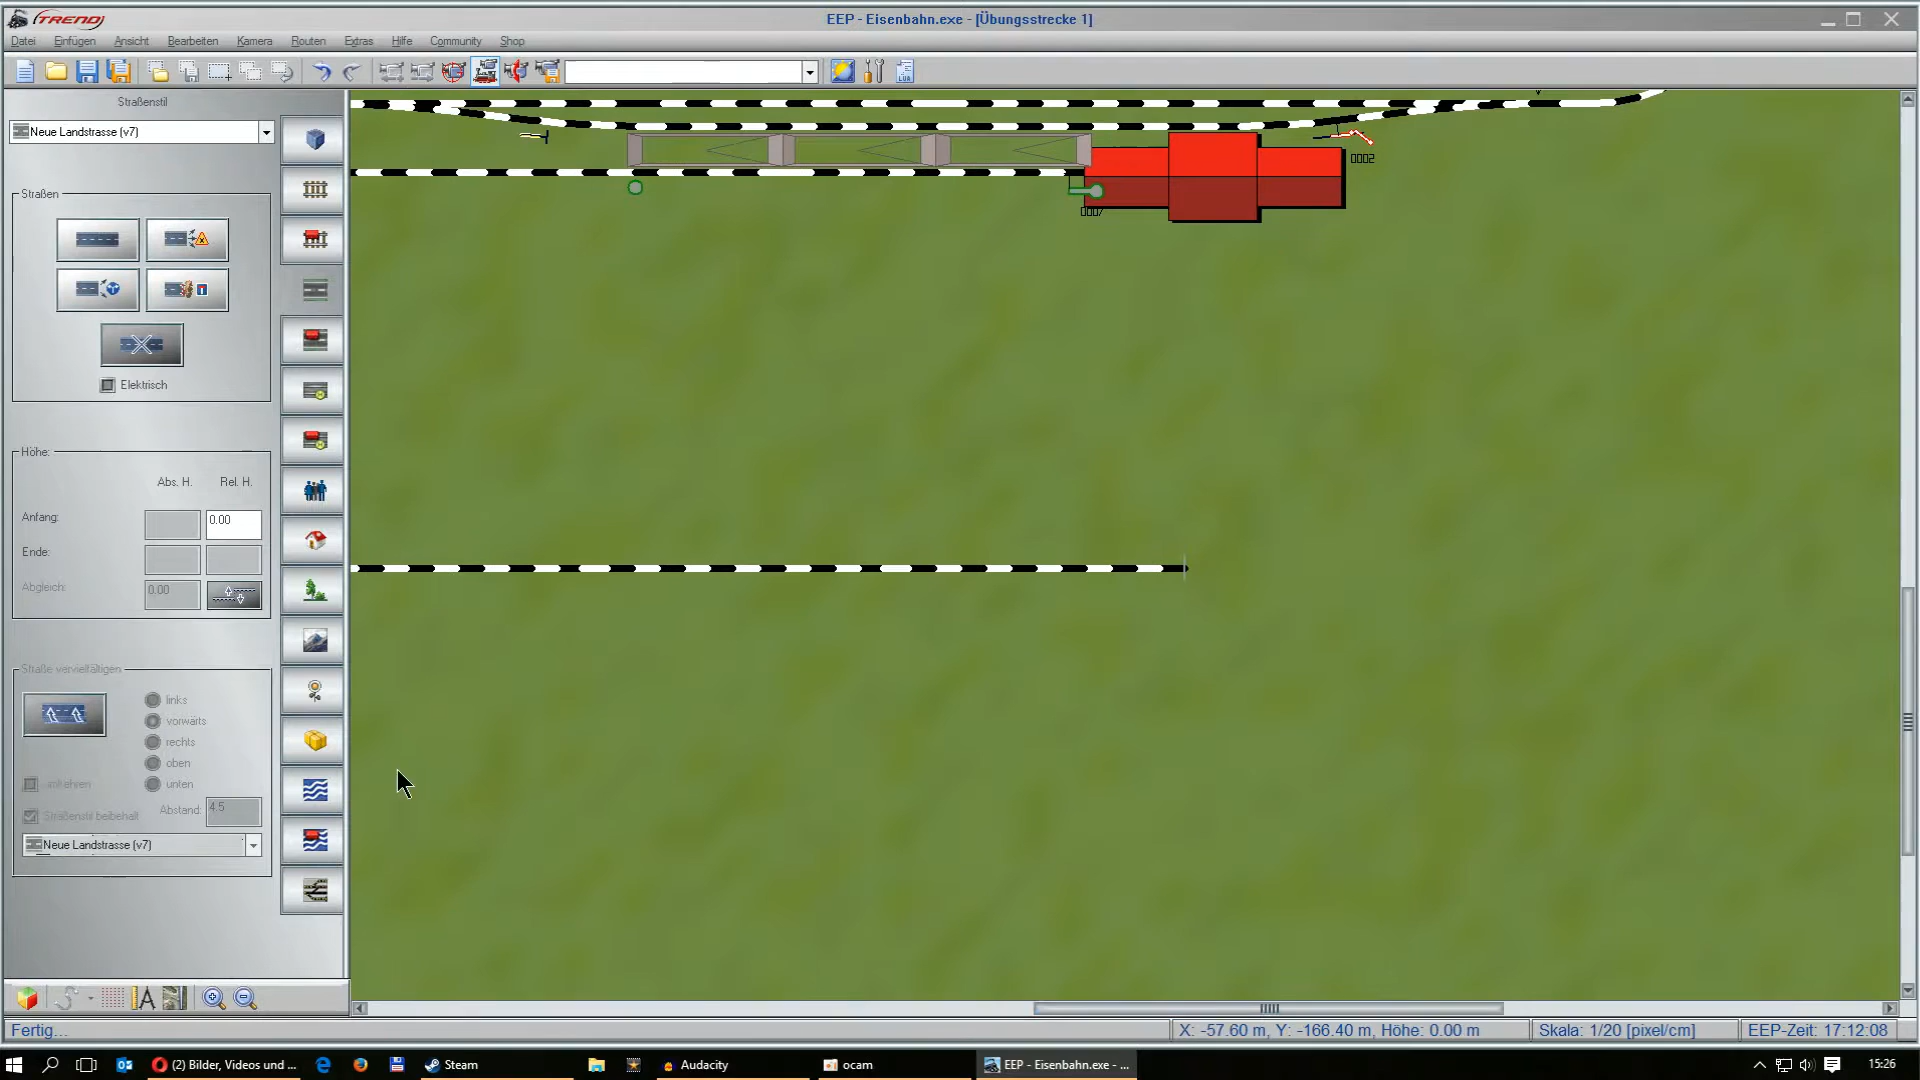 TREND
EEP - Eisenbahn.exe - [Übungsstrecke 1]
Datei Einfügen Ansicht Bearbeiten Kamera Routen Extras Hilfe Community Shop
LUA
Straßenstil
Neue Landstrasse (v7)
Straßen
Elektrisch
Höhe:
Abs. H. Rel. H.
Anfang: 0.00
Ende:
Abgleich: 0.00
Straße vervielfältigen
links
vorwärts
rechts
oben
umkehren unten
Straßenstil beibehalt Abstand: 4.5
Neue Landstrasse (v7)
0002
0007
Fertig...
X: -57.60 m, Y: -166.40 m, Höhe: 0.00 m
Skala: 1/20 [pixel/cm]
EEP-Zeit: 17:12:08
(2) Bilder, Videos und ...
Steam
Audacity
ocam
EEP - Eisenbahn.exe - ...
15:26